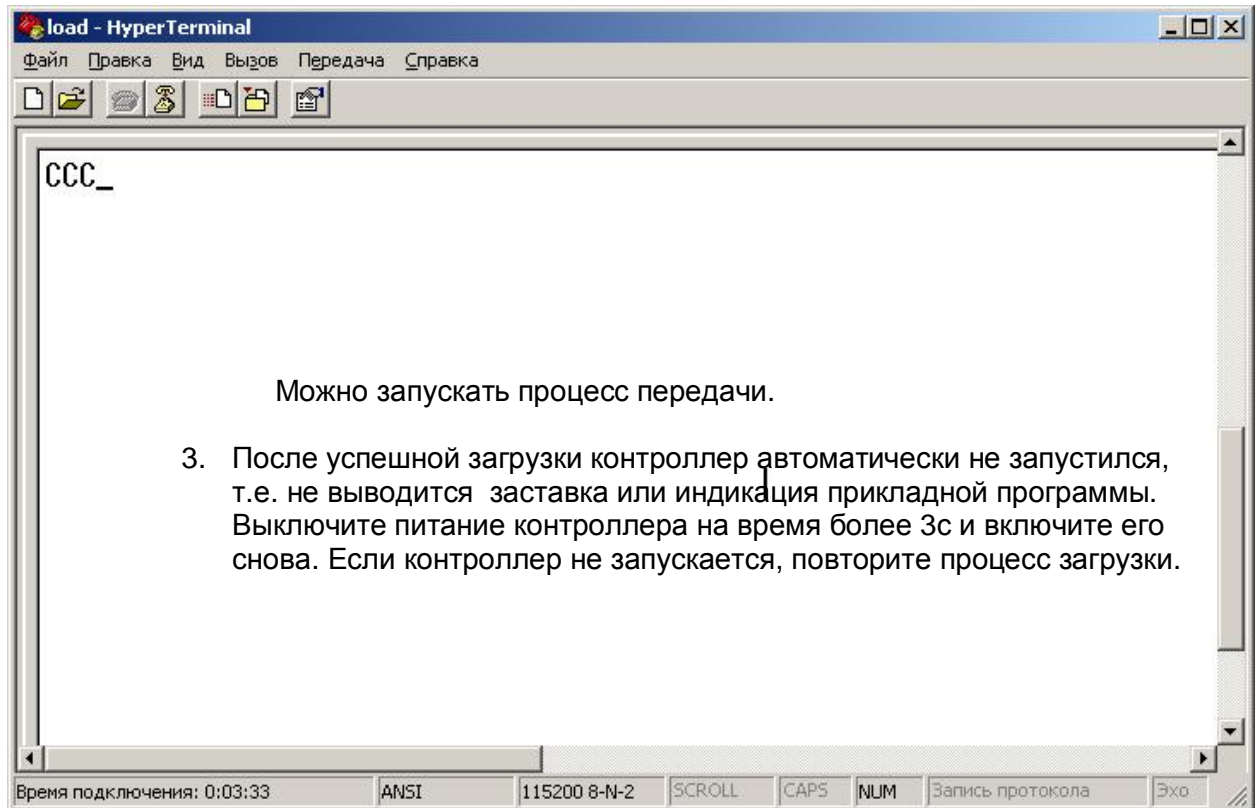 load - HyperTerminal
Файл Правка Вид Вызов Передача Справка
CCC_
Можно запускать процесс передачи.
3. После успешной загрузки контроллер автоматически не запустился,
т.е. не выводится заставка или индикация прикладной программы.
Выключите питание контроллера на время более 3с и включите его
снова. Если контроллер не запускается, повторите процесс загрузки.
Время подключения: 0:03:33 ANSI 115200 8-N-2 SCROLL CAPS NUM Запись протокола Эхо